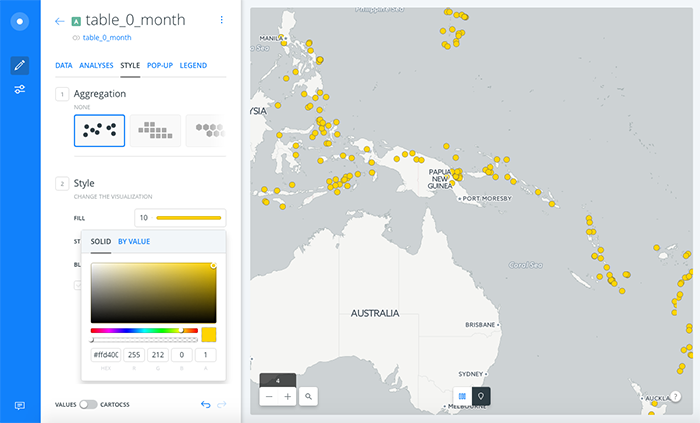 A table_0_month
table_0_month
DATA ANALYSES STYLE POP-UP LEGEND
1 Aggregation
NONE
2 Style
CHANGE THE VISUALIZATION
FILL 10
SOLID BY VALUE
ST
BL
#ffd400 255 212 0 1
HEX R G B A
VALUES CARTOCSS
Philippine Sea
MANILA
YSIA
PAPUA
NEW
GUINEA
PORT MORESBY
Coral Sea
AUSTRALIA
BRISBANE
SYDNEY
MELBOURNE
AUCKLA
4
?